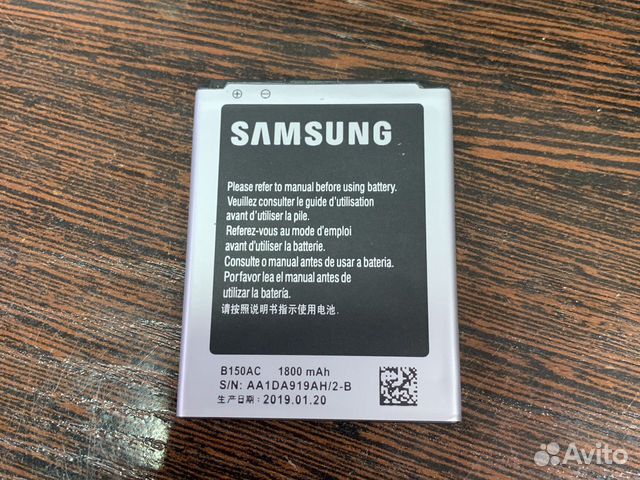 SAMSUNG
Please refer to manual before using battery.
Veuillez consulter le guide d'utilisation
avant d'utiliser la pile.
Referez-vous au mode d'emploi
avant d'utiliser la batterie.
Consulte o manual antes de usar a bateria.
Por favor lea el manual antes de
utilizar la batería.
请按照说明书指示使用电池.
B150AC 1800 mAh
S/N: AA1DA919AH/2-B
生产日期: 2019.01.20
Avito